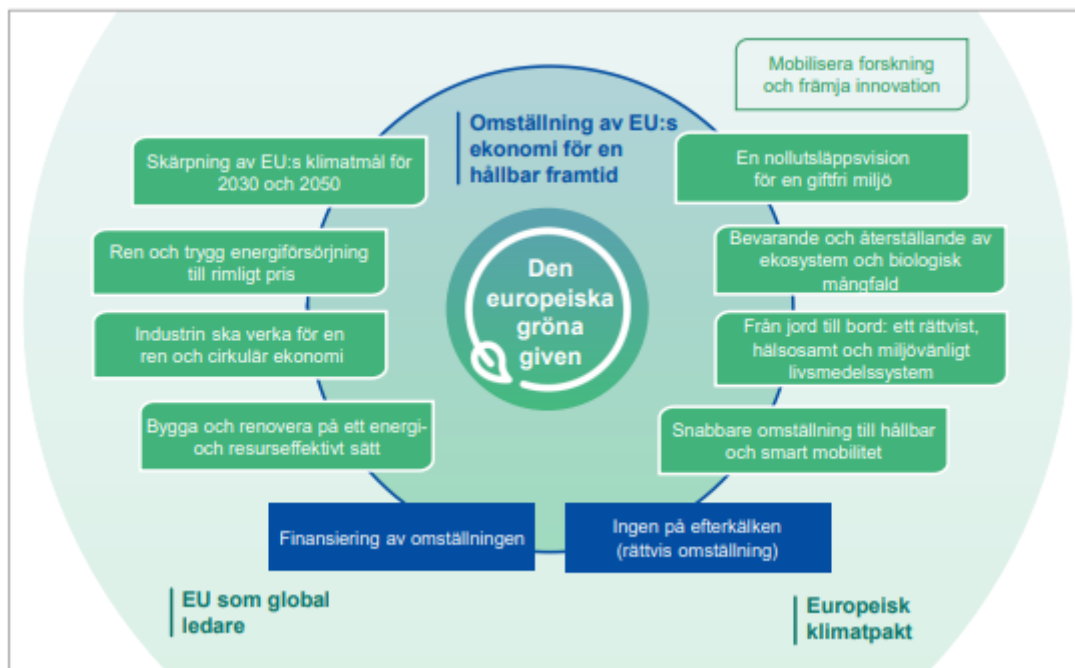 Mobilisera forskning
och främja innovation
Omställning av EU:s
ekonomi för en
hållbar framtid
Skärpning av EU:s klimatmål för
2030 och 2050
En nollutsläppsvision
för en giftfri miljö
Ren och trygg energiförsörjning
till rimligt pris
Bevarande och återställande av
ekosystem och biologisk
mångfald
Den
europeiska
gröna
given
Industrin ska verka för en
ren och cirkulär ekonomi
Från jord till bord: ett rättvist,
hälsosamt och miljövänligt
livsmedelssystem
Bygga och renovera på ett energi-
och resurseffektivt sätt
Snabbare omställning till hållbar
och smart mobilitet
Finansiering av omställningen
Ingen på efterkälken
(rättvis omställning)
EU som global
ledare
Europeisk
klimatpakt